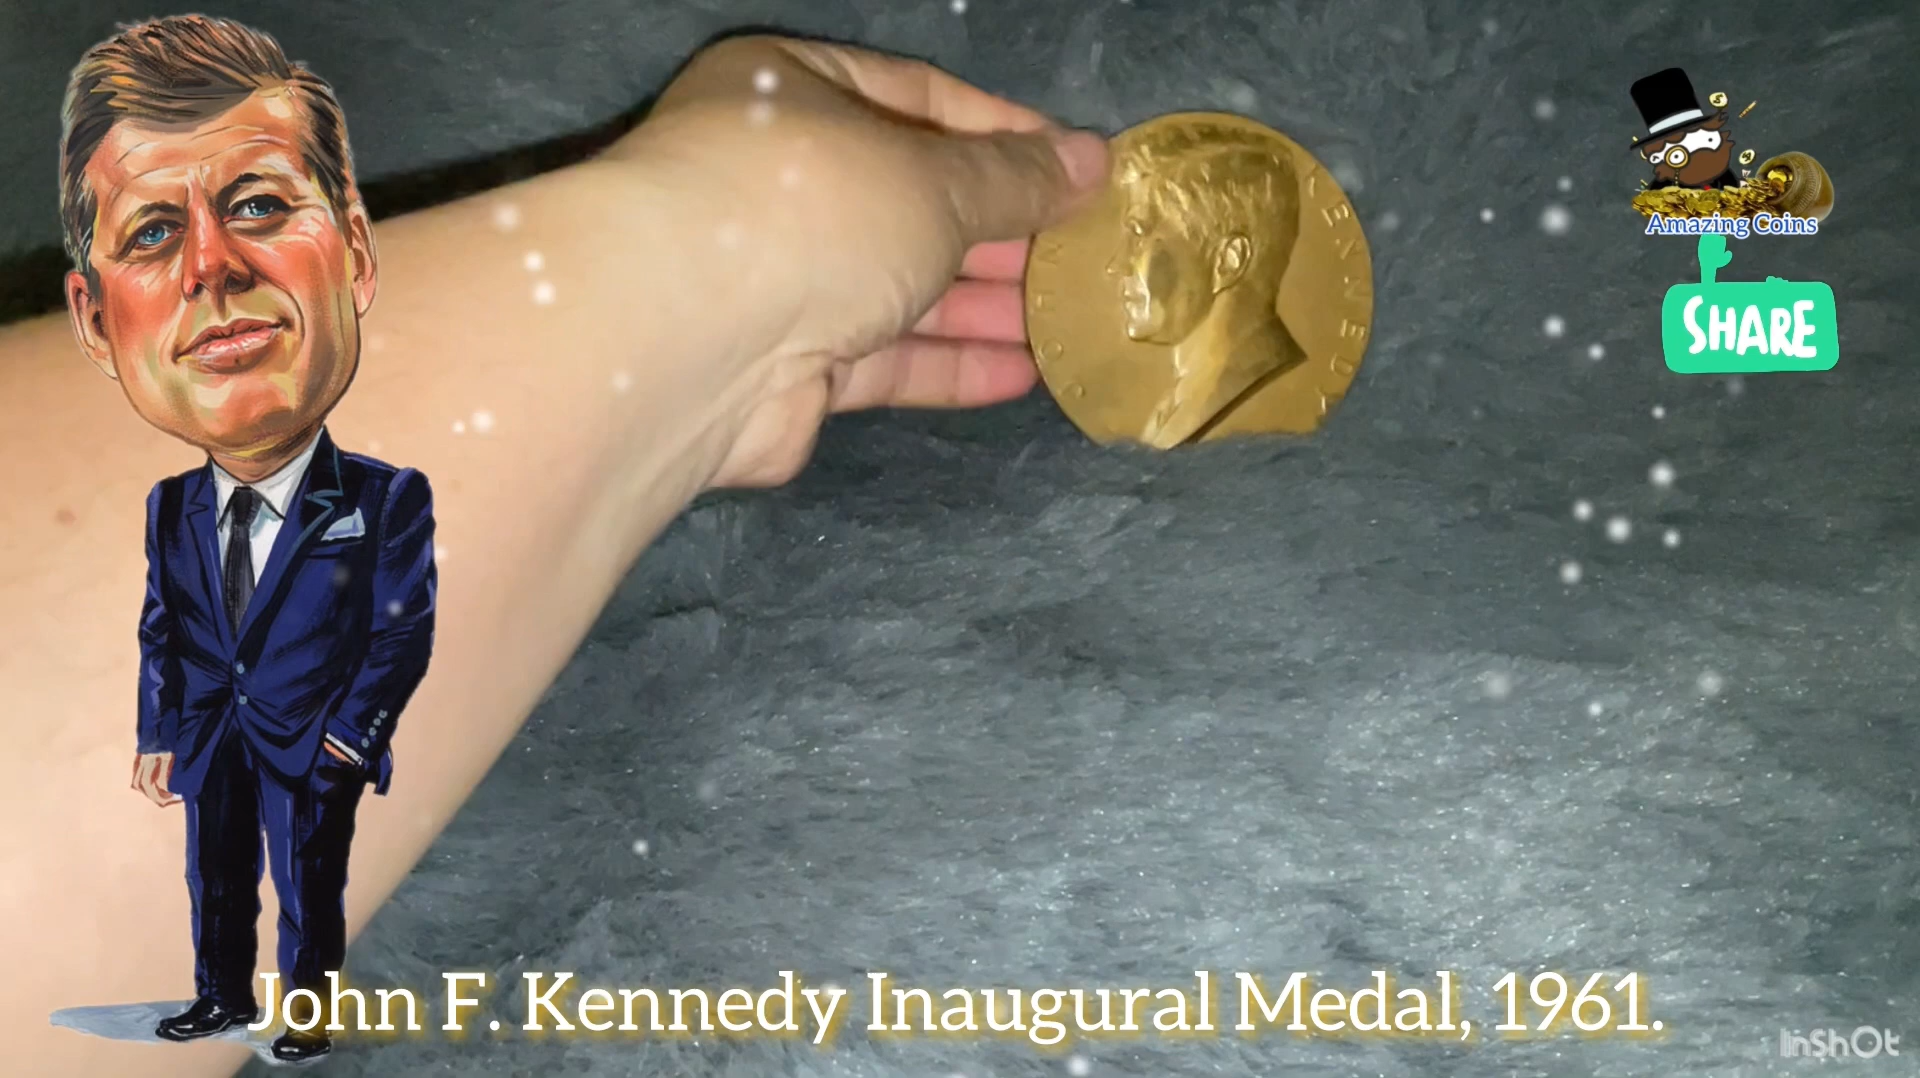 Amazing Coins
SHARE
JOHN
KENNEDY
John F. Kennedy Inaugural Medal, 1961.
InShOt